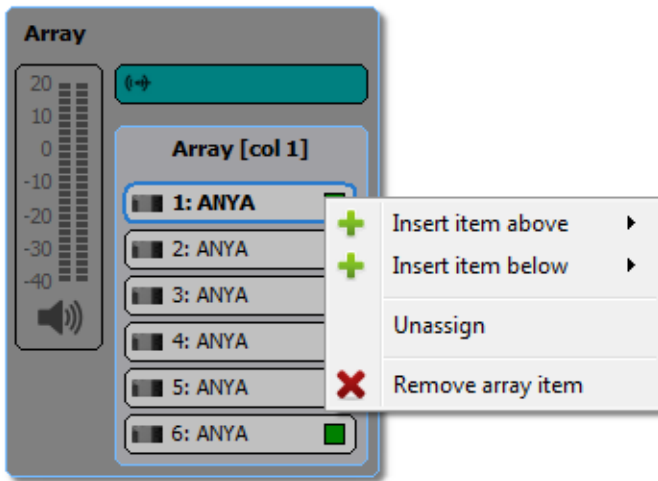 Array
20
10
0
-10
-20
-30
-40
Array [col 1]
1: ANYA
2: ANYA
3: ANYA
4: ANYA
5: ANYA
6: ANYA
Insert item above
Insert item below
Unassign
Remove array item